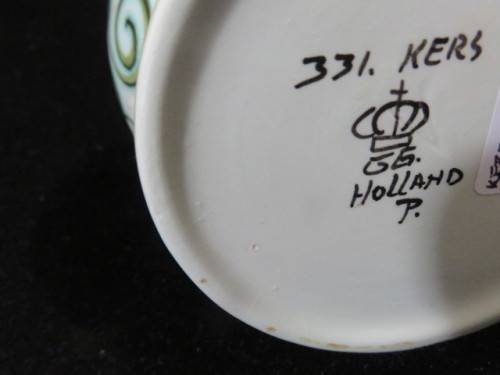 331. KERS
GG.
HOLLAND
P.